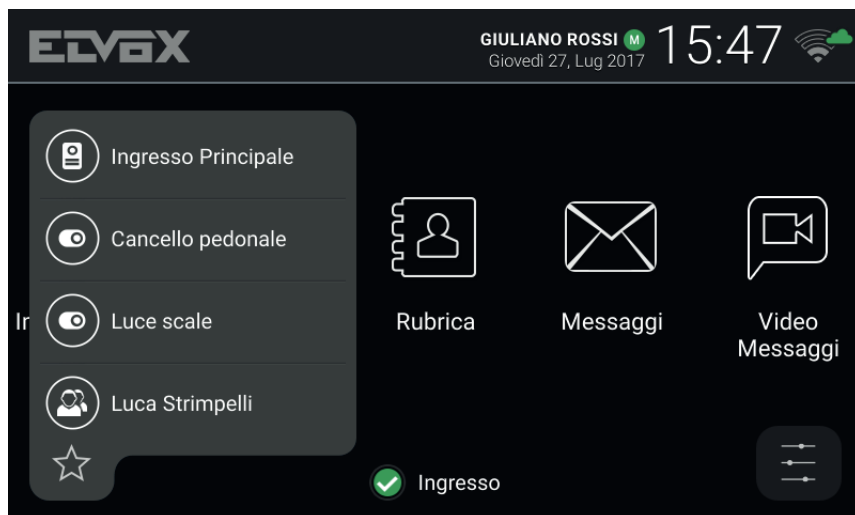 ELVOX
GIULIANO ROSSI M
Giovedì 27, Lug 2017
15:47
Ingresso Principale
Cancello pedonale
Luce scale
Luca Strimpelli
Rubrica
Messaggi
Video
Messaggi
Ingresso